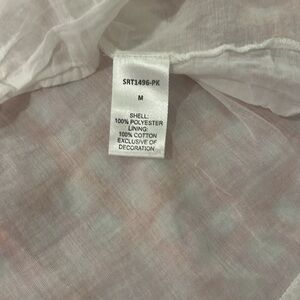 SRT1496-PK
M
SHELL:
100% POLYESTER
LINING:
100% COTTON
EXCLUSIVE OF
DECORATION